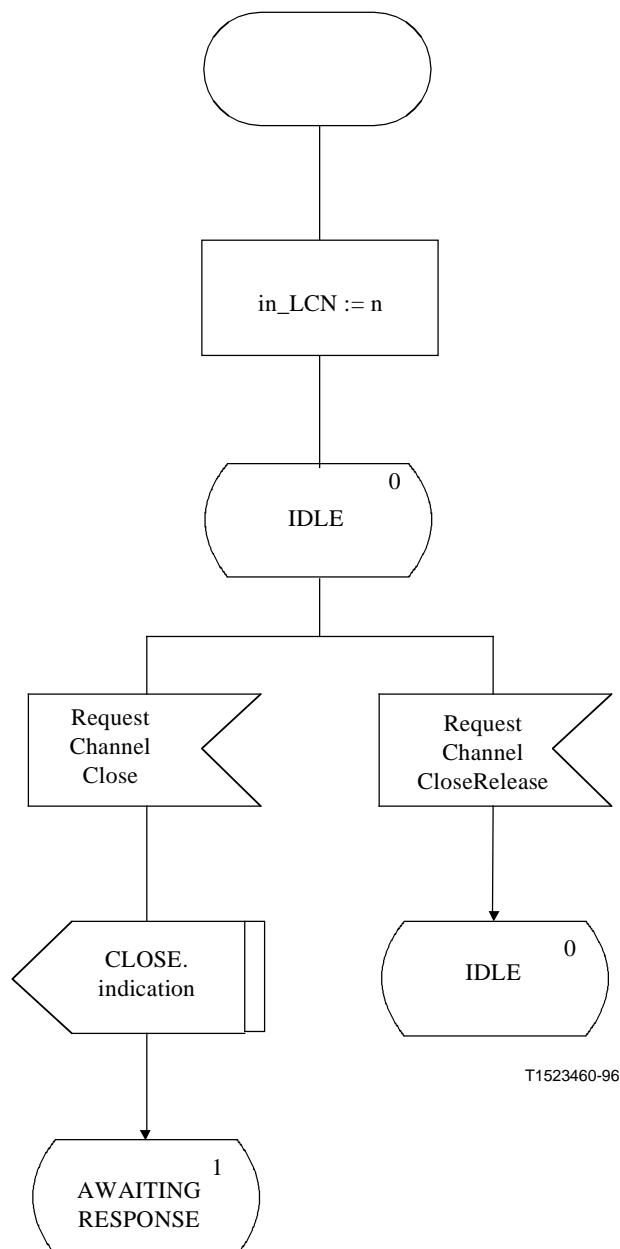 in_LCN := n
0
IDLE
Request
Channel
Close
Request
Channel
CloseRelease
CLOSE.
indication
0
IDLE
T1523460-96
1
AWAITING
RESPONSE